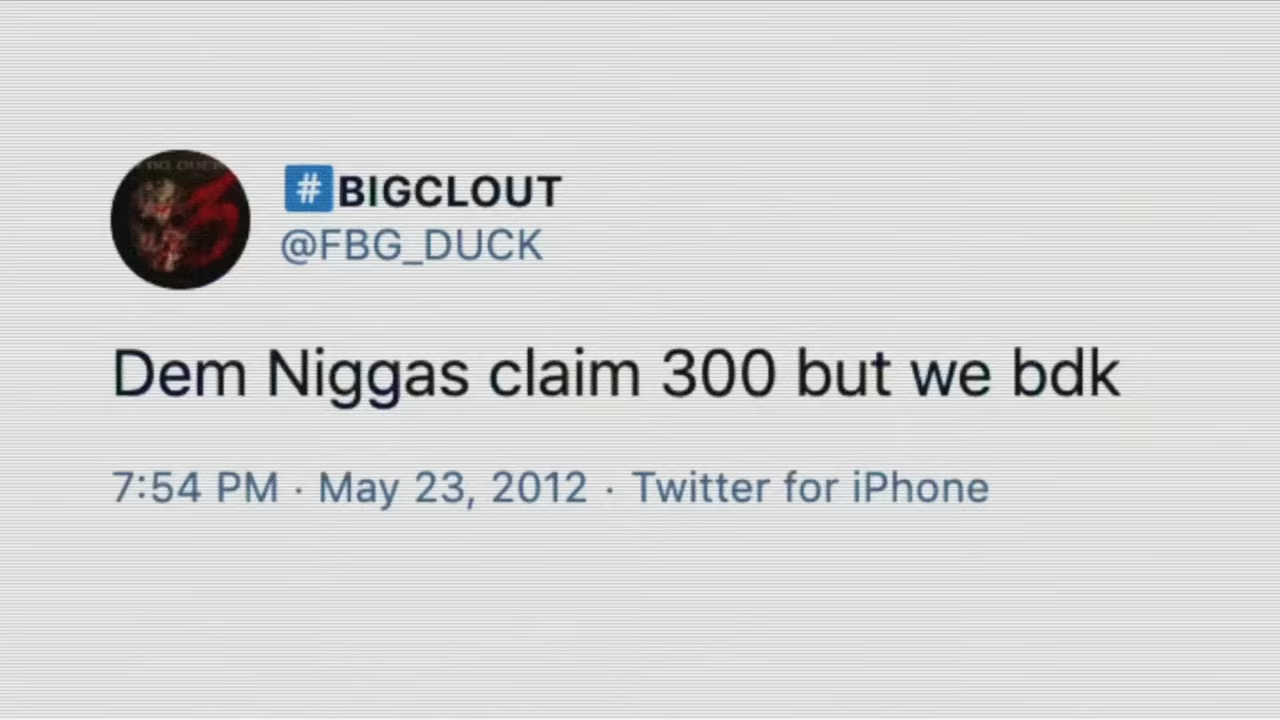 #️⃣BIGCLOUT
@FBG_DUCK
Dem Niggas claim 300 but we bdk
7:54 PM · May 23, 2012 · Twitter for iPhone